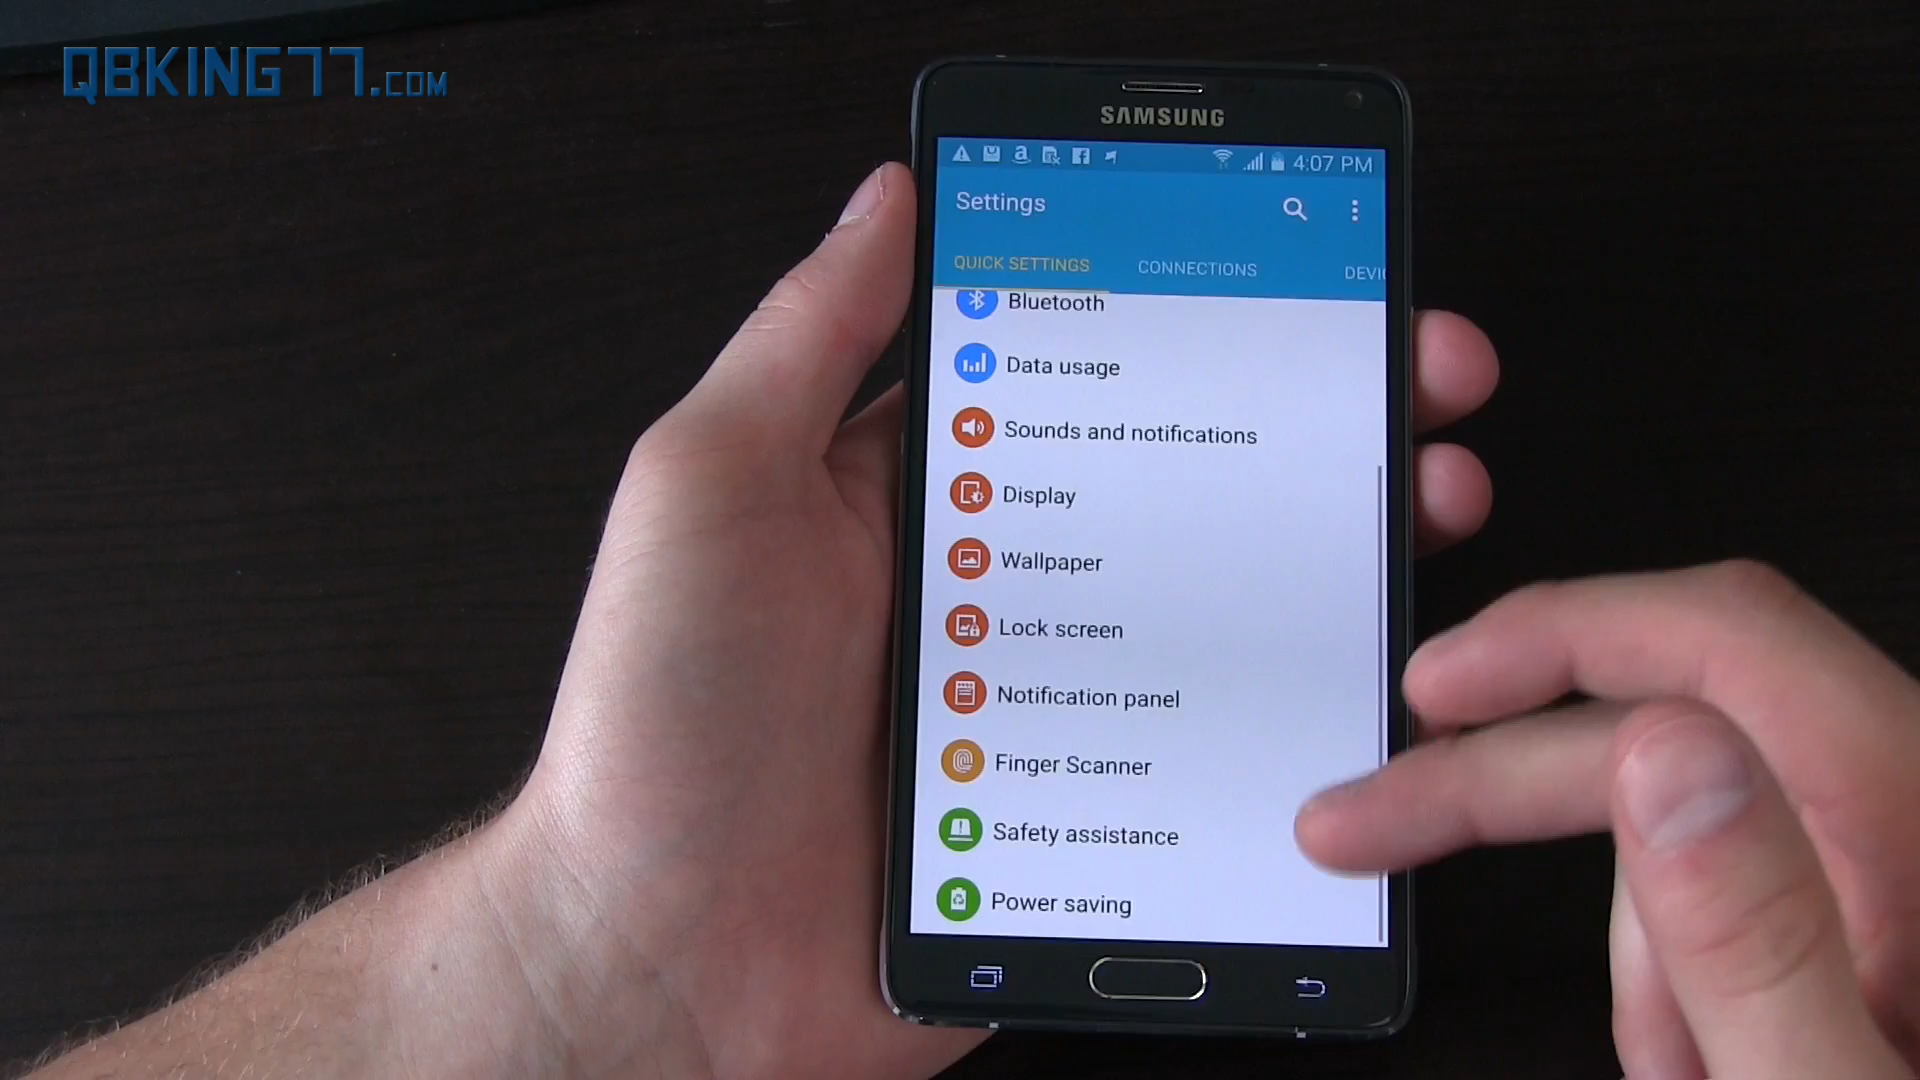 QBKING77.COM
SAMSUNG
4:07 PM
Settings
QUICK SETTINGS CONNECTIONS DEVIC
Bluetooth
Data usage
Sounds and notifications
Display
Wallpaper
Lock screen
Notification panel
Finger Scanner
Safety assistance
Power saving